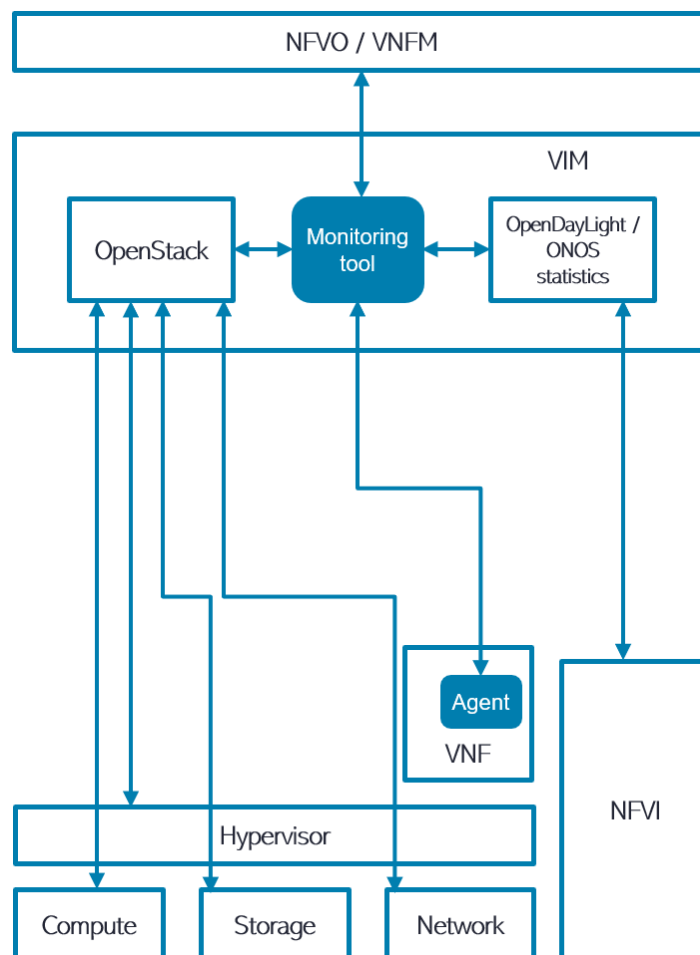 NFVO / VNFM
VIM
OpenStack
Monitoring
tool
OpenDayLight /
ONOS
statistics
Agent
VNF
NFVI
Hypervisor
Compute
Storage
Network